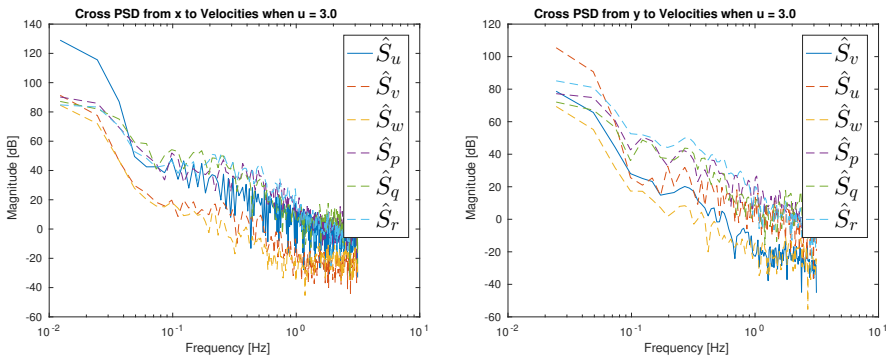 Cross PSD from x to Velocities when u = 3.0
140
120
100
80
60
40
20
0
-20
-40
-60
Magnitude [dB]
10^-2
10^-1
10^0
10^1
Frequency [Hz]
Ŝ_u
Ŝ_v
Ŝ_w
Ŝ_p
Ŝ_q
Ŝ_r
Cross PSD from y to Velocities when u = 3.0
120
100
80
60
40
20
0
-20
-40
-60
Magnitude [dB]
10^-2
10^-1
10^0
10^1
Frequency [Hz]
Ŝ_v
Ŝ_u
Ŝ_w
Ŝ_p
Ŝ_q
Ŝ_r